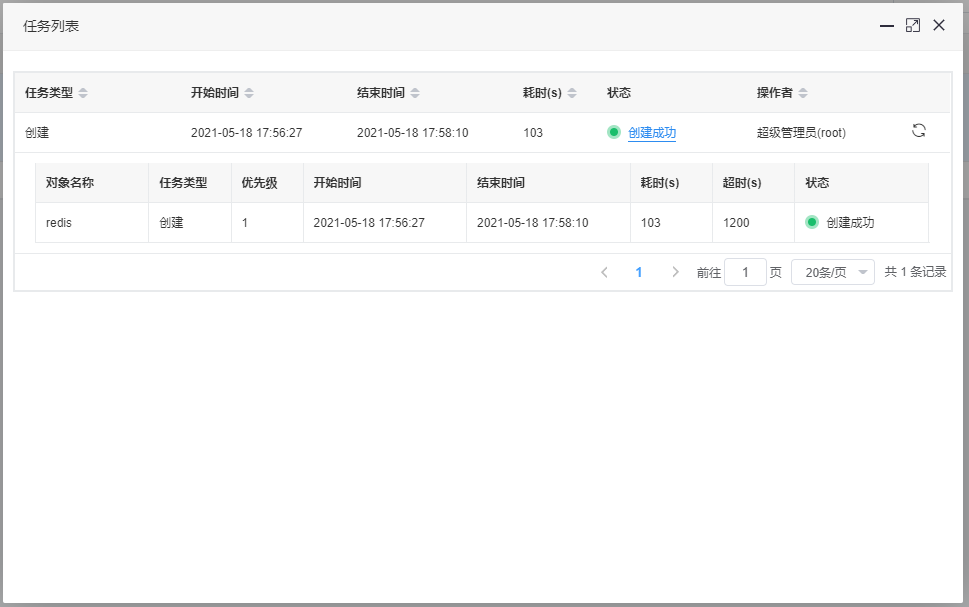 任务列表
任务类型 开始时间 结束时间 耗时(s) 状态 操作者
创建 2021-05-18 17:56:27 2021-05-18 17:58:10 103 创建成功 超级管理员(root)
对象名称 任务类型 优先级 开始时间 结束时间 耗时(s) 超时(s) 状态
redis 创建 1 2021-05-18 17:56:27 2021-05-18 17:58:10 103 1200 创建成功
1 前往 1 页 20条/页 共 1 条记录